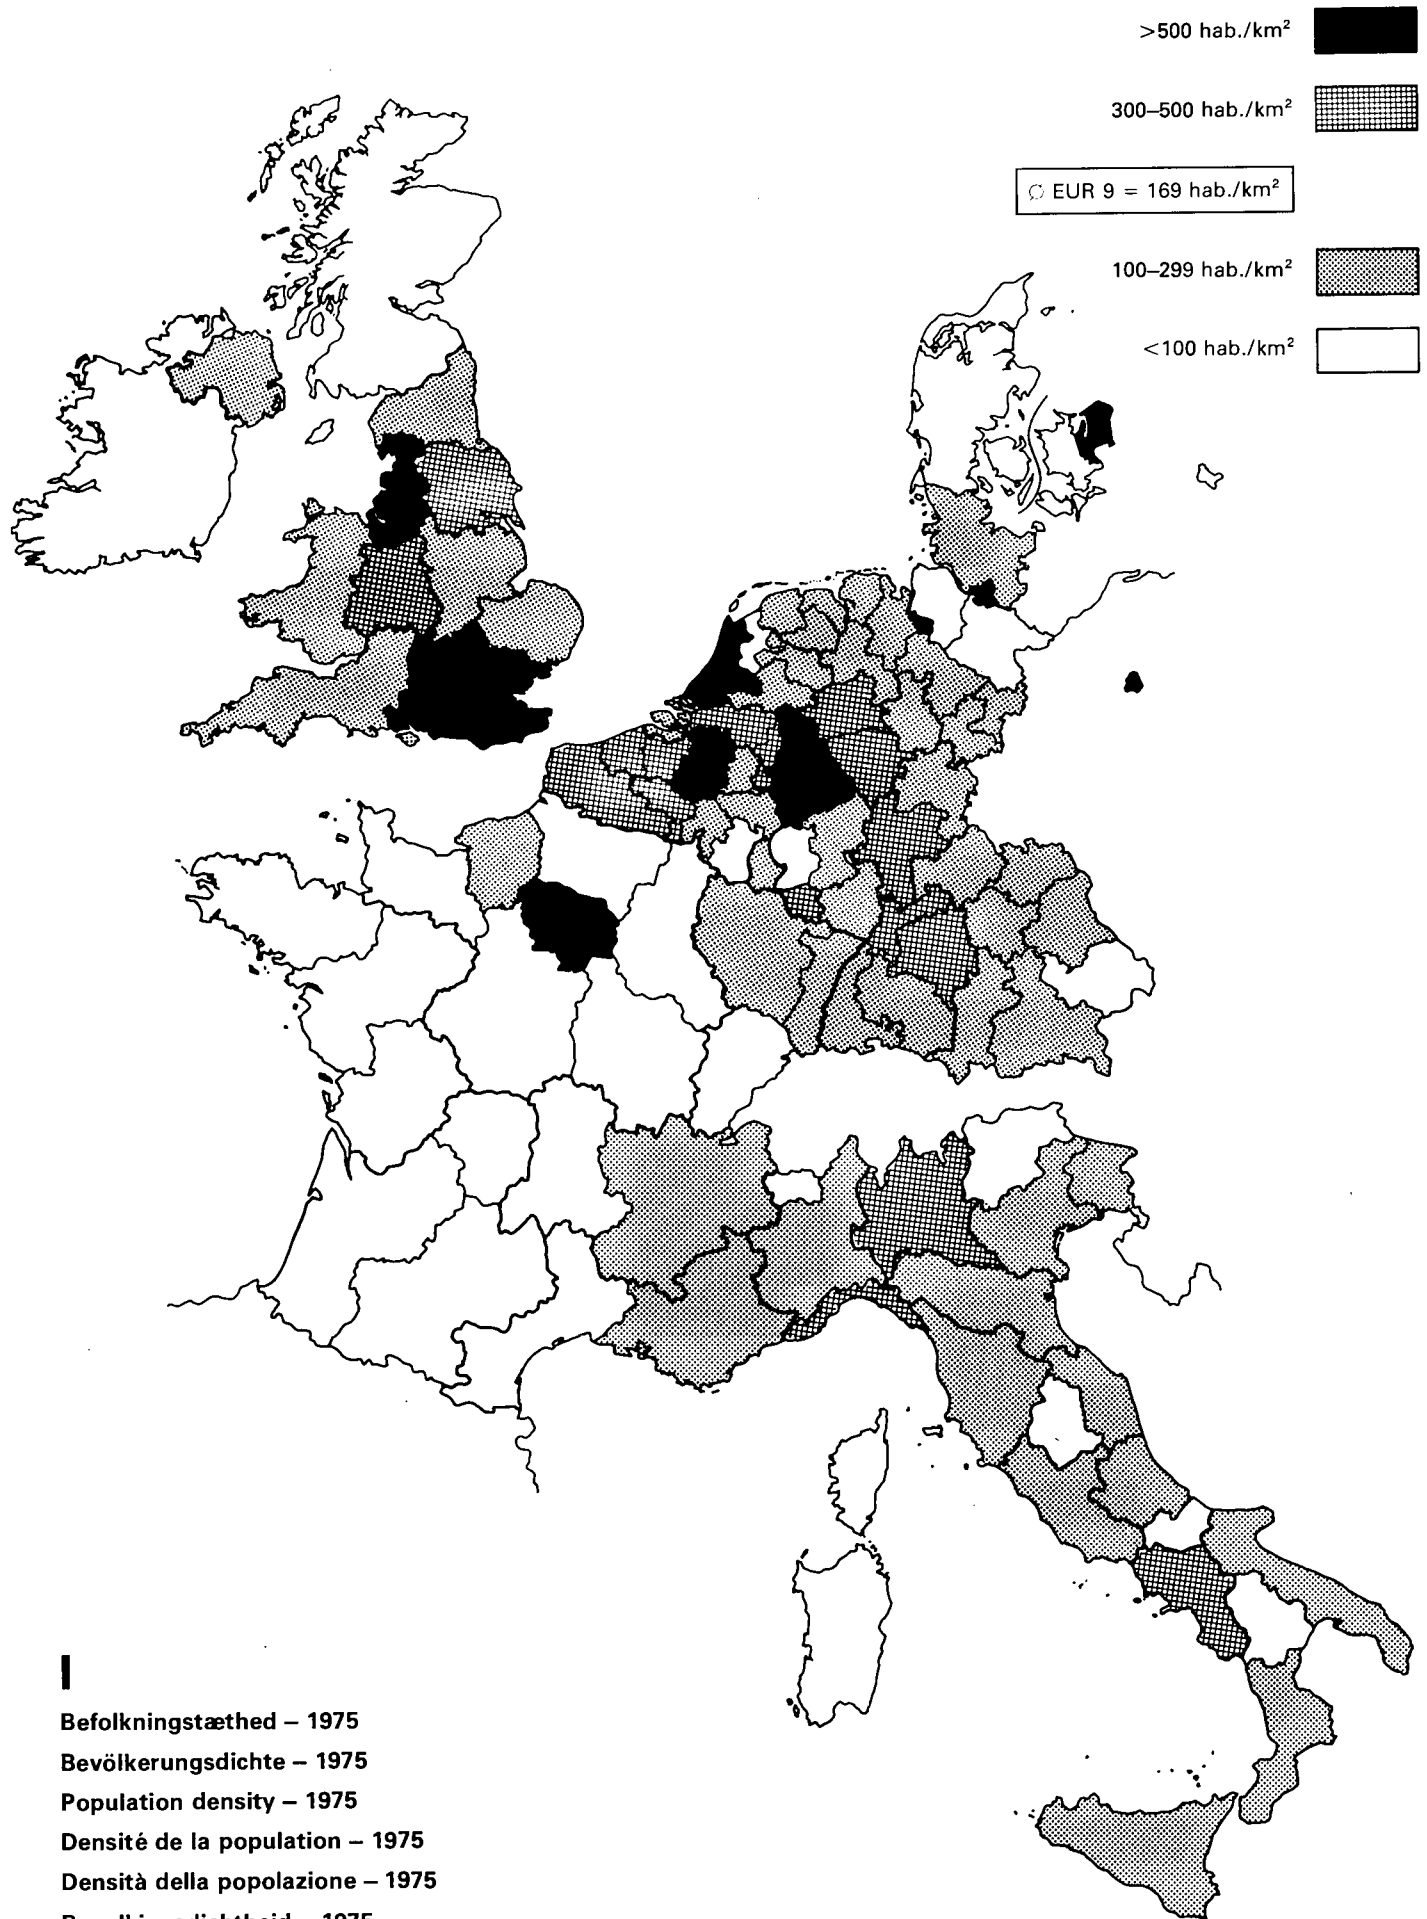 >500 hab./km²
300–500 hab./km²
∅ EUR 9 = 169 hab./km²
100–299 hab./km²
<100 hab./km²
I
Befolkningstæthed – 1975
Bevölkerungsdichte – 1975
Population density – 1975
Densité de la population – 1975
Densità della popolazione – 1975